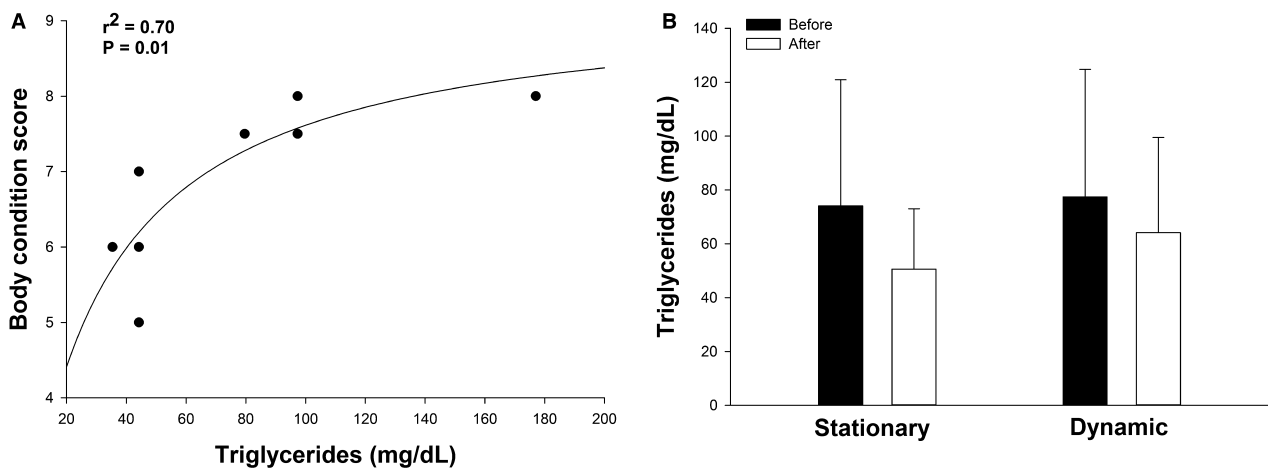 A
r2 = 0.70
P = 0.01
Body condition score
9
8
7
6
5
4
20 40 60 80 100 120 140 160 180 200
Triglycerides (mg/dL)
B
Before
After
Triglycerides (mg/dL)
140
120
100
80
60
40
20
0
Stationary Dynamic